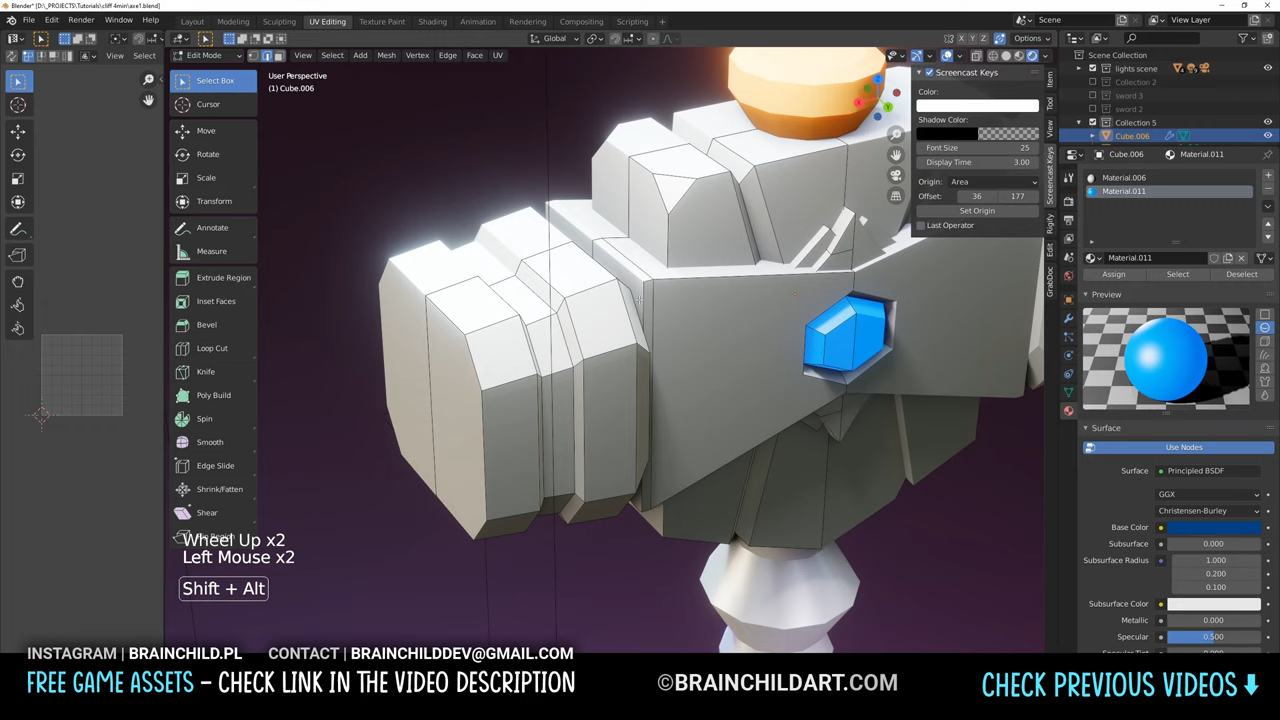 Blender* [D:\_PROJECTS\Tutorials\cliff 4min\axe1.blend]
File Edit Render Window Help Layout Modeling Sculpting UV Editing Texture Paint Shading Animation Rendering Compositing Scripting Scene View Layer
Global X Y Z Options
View Select Edit Mode View Select Add Mesh Vertex Edge Face UV
Select Box
Cursor
Move
Rotate
Scale
Transform
Annotate
Measure
Extrude Region
Inset Faces
Bevel
Loop Cut
Knife
Poly Build
Spin
Smooth
Edge Slide
Shrink/Fatten
Shear
User Perspective
(1) Cube.006
Wheel Up x2
Left Mouse x2
Shift + Alt
Screencast Keys
Color:
Shadow Color:
Font Size 25
Display Time 3.00
Origin: Area
Offset: 36 177
Set Origin
Last Operator
Item
Tool
View
Screencast Keys
Rigify
Edit
GrabDoc
Scene Collection
lights scene
Collection 2
sword 3
sword 2
Collection 5
Cube.006
Cube.006 Material.011
Material.006
Material.011
Material.011
Assign Select Deselect
Preview
Surface
Use Nodes
Surface Principled BSDF
GGX
Christensen-Burley
Base Color
Subsurface 0.000
Subsurface Radius 1.000
0.200
0.100
Subsurface Color
Metallic 0.000
Specular 0.500
INSTAGRAM | BRAINCHILD.PL CONTACT | BRAINCHILDDEV@GMAIL.COM
FREE GAME ASSETS – CHECK LINK IN THE VIDEO DESCRIPTION
©BRAINCHILDART.COM
CHECK PREVIOUS VIDEOS